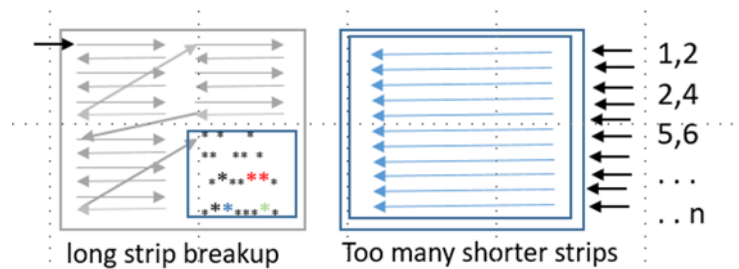 1,2
2,4
5,6
. . .
. . n
long strip breakup
Too many shorter strips